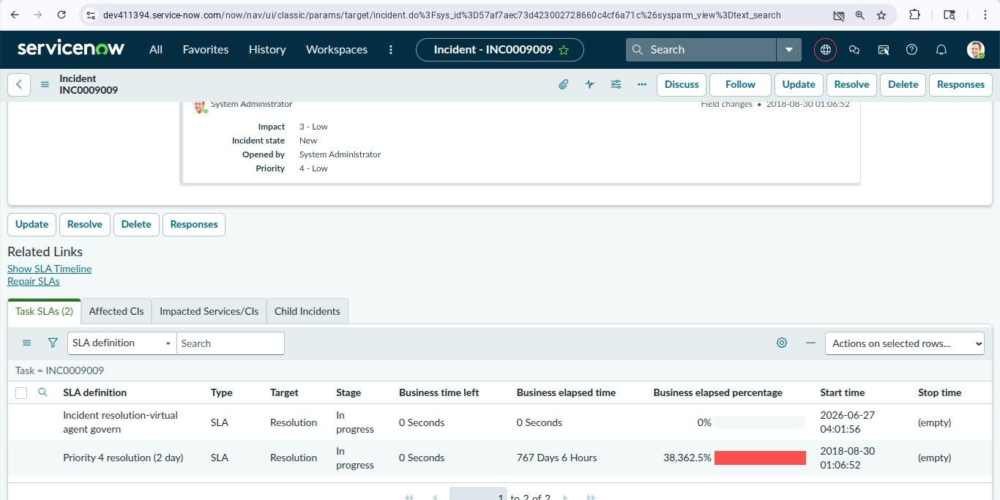 dev411394.service-now.com/now/nav/ui/classic/params/target/incident.do%3Fsys_id%3D57af7aec73d423002728660c4cf6a71c%26sysparm_view%3Dtext_search
servicenow All Favorites History Workspaces Incident - INC0009009 Search
Incident
INC0009009
Discuss Follow Update Resolve Delete Responses
System Administrator Field changes • 2018-08-30 01:06:52
Impact 3 - Low
Incident state New
Opened by System Administrator
Priority 4 - Low
Update Resolve Delete Responses
Related Links
Show SLA Timeline
Repair SLAs
Task SLAs (2) Affected CIs Impacted Services/CIs Child Incidents
SLA definition Search Actions on selected rows...
Task = INC0009009
SLA definition Type Target Stage Business time left Business elapsed time Business elapsed percentage Start time Stop time
Incident resolution-virtual agent govern SLA Resolution In progress 0 Seconds 0 Seconds 0% 2026-06-27 04:01:56 (empty)
Priority 4 resolution (2 day) SLA Resolution In progress 0 Seconds 767 Days 6 Hours 38,362.5% 2018-08-30 01:06:52 (empty)
1 to 2 of 2